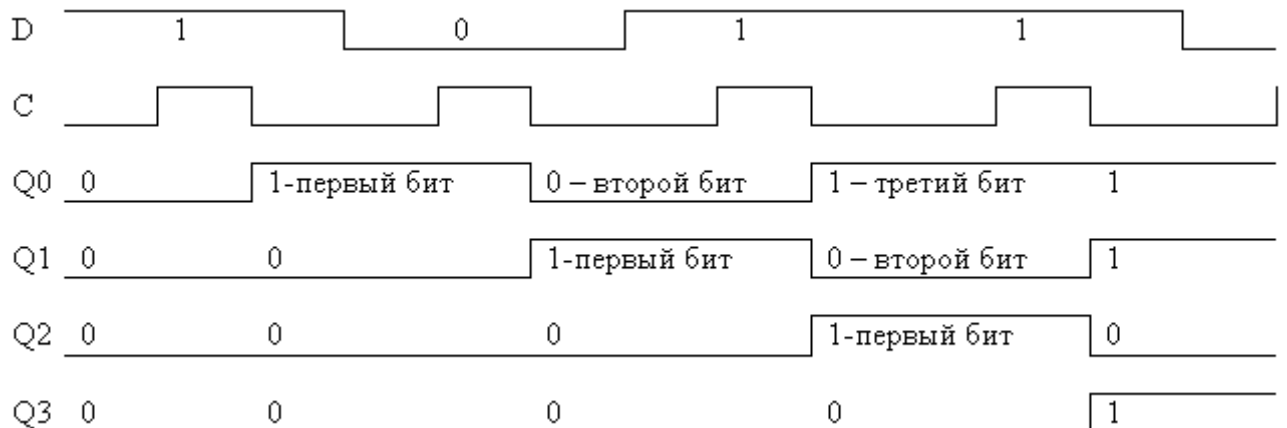 D 1 0 1 1
C
Q0 0 1-первый бит 0 – второй бит 1 – третий бит 1
Q1 0 0 1-первый бит 0 – второй бит 1
Q2 0 0 0 1-первый бит 0
Q3 0 0 0 0 1